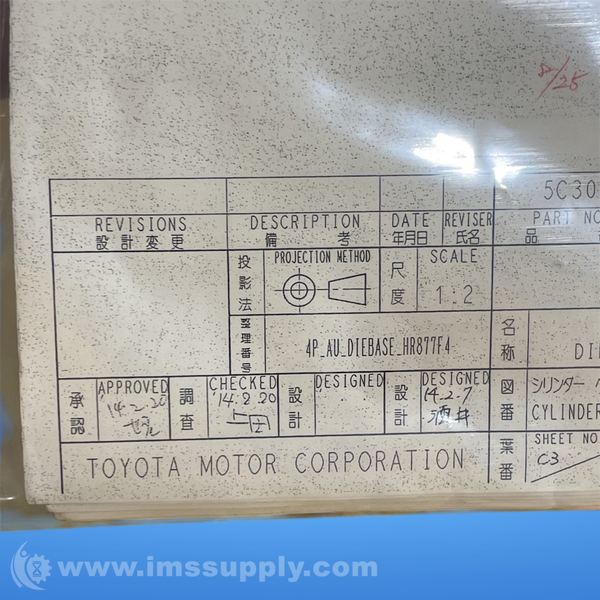 8/25
5C30
REVISIONS DESCRIPTION DATE REVISER PART NO
設計変更 備考 年月日 氏名 品
投影法 PROJECTION METHOD 尺度 SCALE
1:2
整理番号 4P_AU_DIEBASE_HR877F4 名称 DI
承認 APPROVED 調査 CHECKED 設計 DESIGNED 設計 DESIGNED 図番 シリンダー
'14.2.20 '14.2.20 14.2.7 CYLINDER
上田 酒井
TOYOTA MOTOR CORPORATION 葉番 SHEET NO
C3
www.imssupply.com